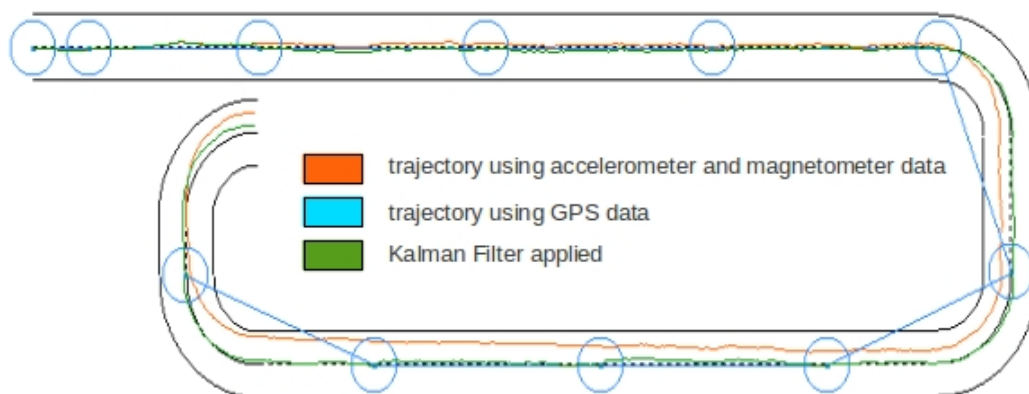 trajectory using accelerometer and magnetometer data
trajectory using GPS data
Kalman Filter applied